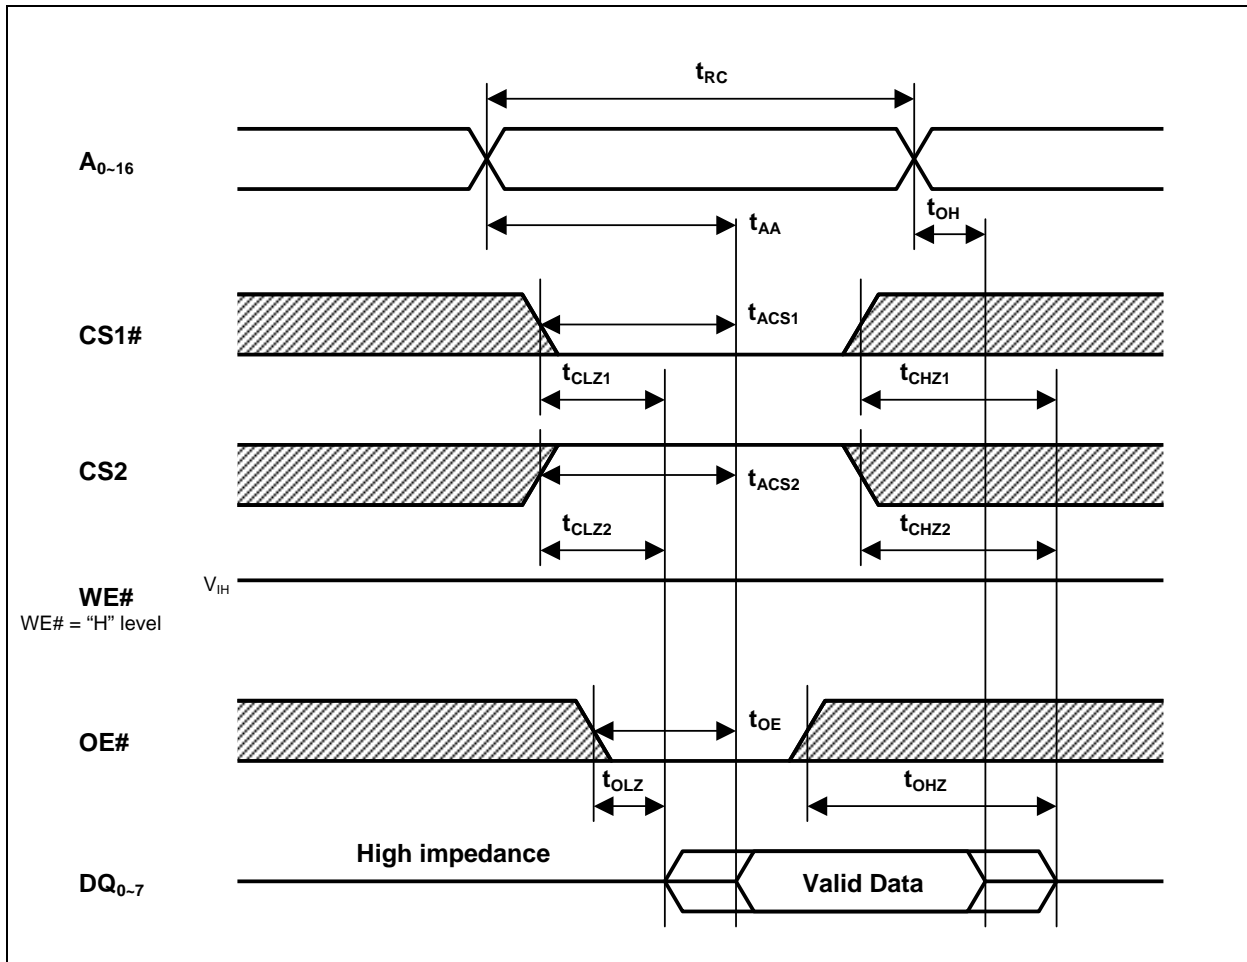 tRC
A0~16
tOH
tAA
CS1#
tACS1
tCLZ1
tCHZ1
CS2
tACS2
tCLZ2
tCHZ2
VIH
WE#
WE# = “H” level
OE#
tOE
tOLZ
tOHZ
High impedance
DQ0~7
Valid Data